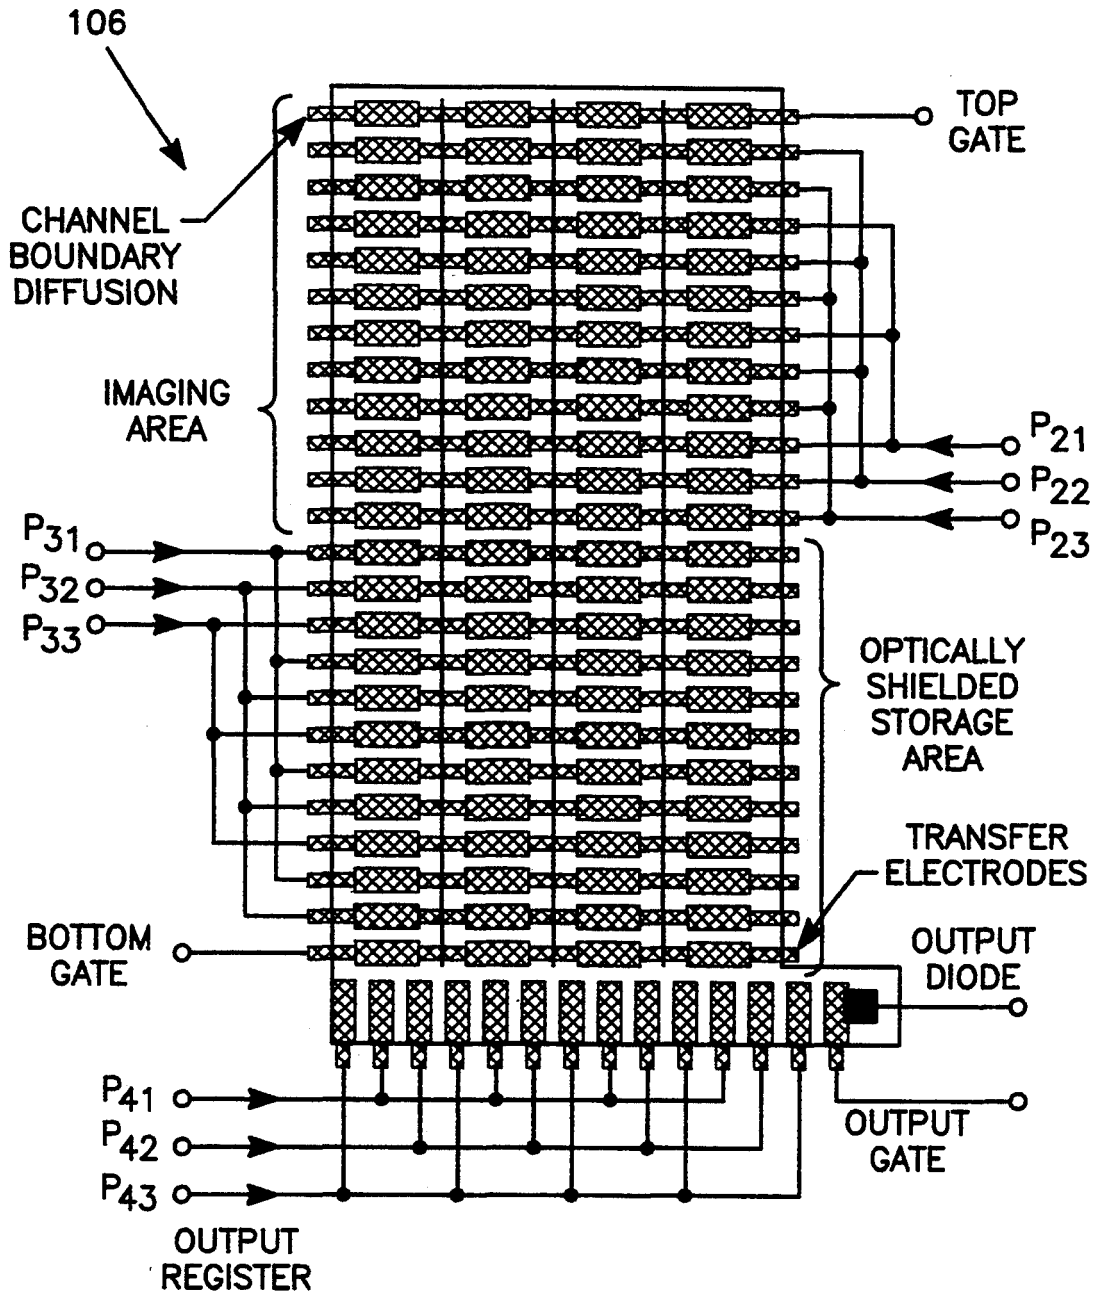 106
TOP
GATE
CHANNEL
BOUNDARY
DIFFUSION
IMAGING
AREA
P21
P22
P23
P31
P32
P33
OPTICALLY
SHIELDED
STORAGE
AREA
TRANSFER
ELECTRODES
BOTTOM
GATE
OUTPUT
DIODE
P41
P42
P43
OUTPUT
GATE
OUTPUT
REGISTER